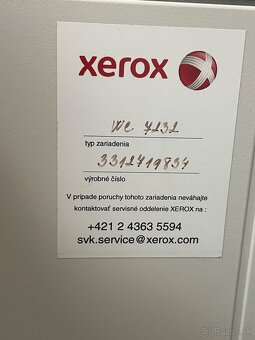 xerox
WC 7232
typ zariadenia
3312419834
výrobné číslo
V prípade poruchy tohoto zariadenia neváhajte
kontaktovať servisné oddelenie XEROX na :
+421 2 4363 5594
svk.service@xerox.com